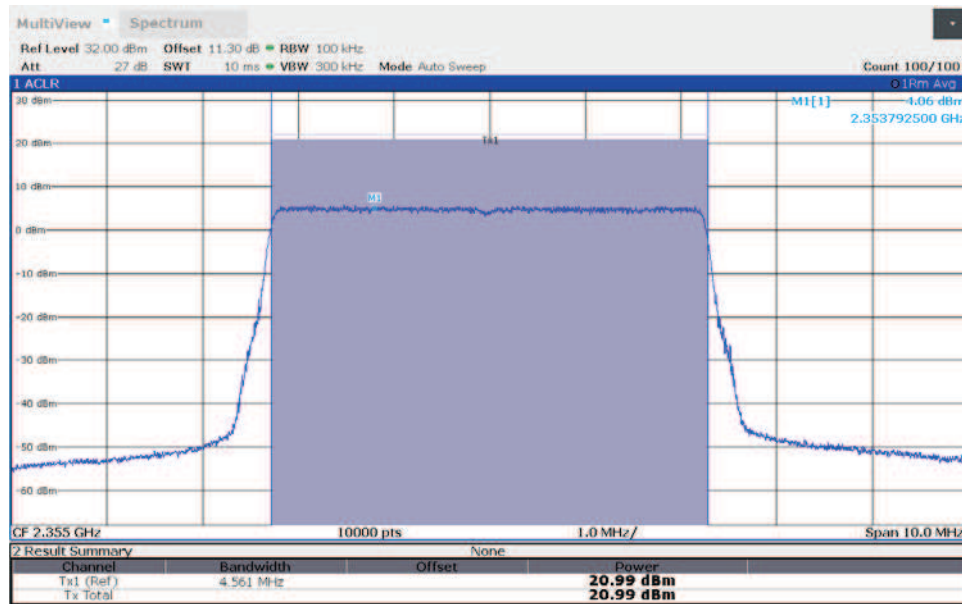 MultiView Spectrum
Ref Level 32.00 dBm Offset 11.30 dB RBW 100 kHz
Att 27 dB SWT 10 ms VBW 300 kHz Mode Auto Sweep Count 100/100
1 ACLR 1Rm Avg
30 dBm M1[1] 4.06 dBm
2.353792500 GHz
20 dBm Tx1
10 dBm M1
0 dBm
-10 dBm
-20 dBm
-30 dBm
-40 dBm
-50 dBm
-60 dBm
CF 2.355 GHz 10000 pts 1.0 MHz/ Span 10.0 MHz
2 Result Summary None
Channel Bandwidth Offset Power
Tx1 (Ref) 4.561 MHz 20.99 dBm
Tx Total 20.99 dBm